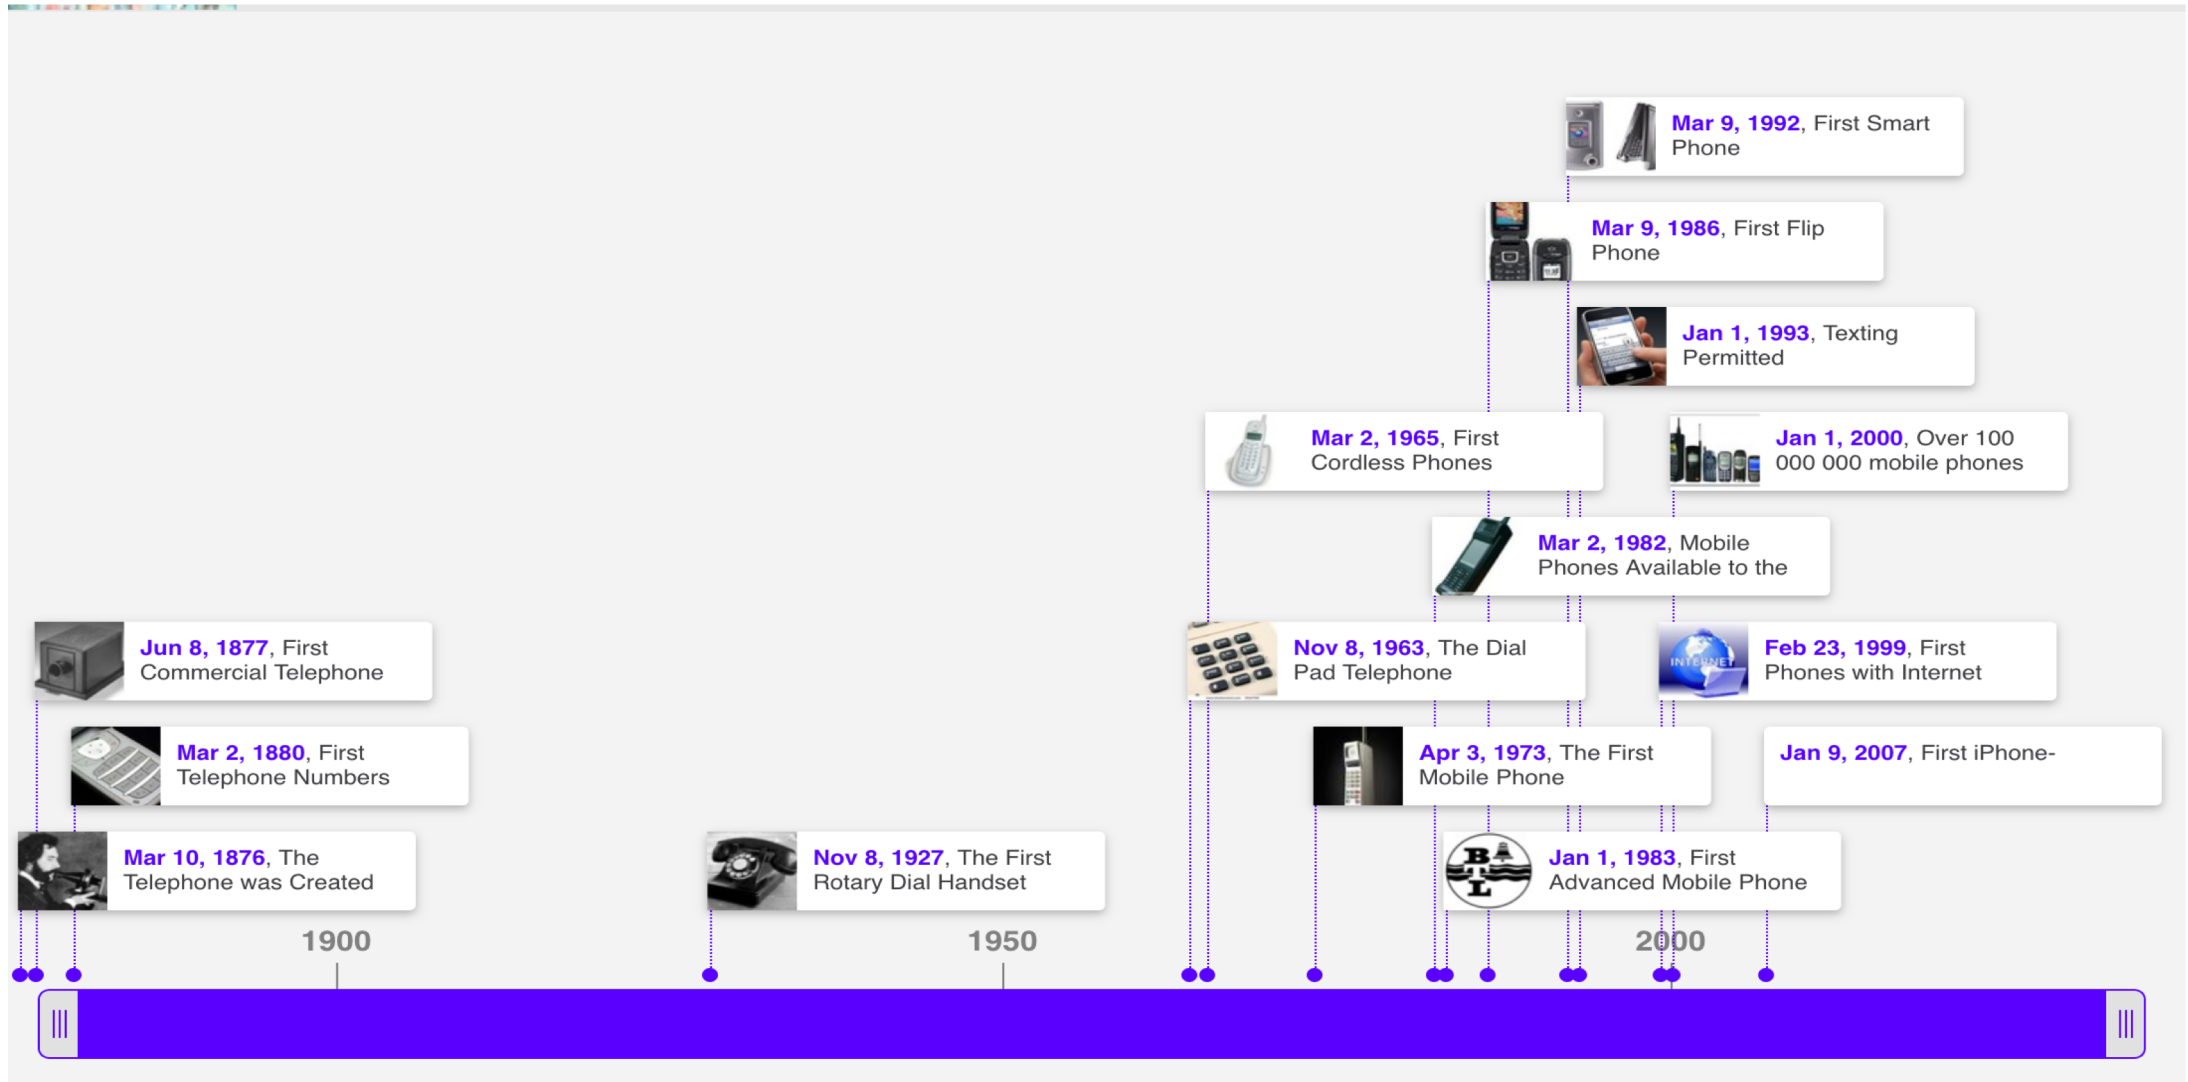 Mar 9, 1992, First Smart
Phone
Mar 9, 1986, First Flip
Phone
Jan 1, 1993, Texting
Permitted
Mar 2, 1965, First
Cordless Phones
Jan 1, 2000, Over 100
000 000 mobile phones
Mar 2, 1982, Mobile
Phones Available to the
Jun 8, 1877, First
Commercial Telephone
Nov 8, 1963, The Dial
Pad Telephone
INTERNET
Feb 23, 1999, First
Phones with Internet
Mar 2, 1880, First
Telephone Numbers
Apr 3, 1973, The First
Mobile Phone
Jan 9, 2007, First iPhone-
Mar 10, 1876, The
Telephone was Created
Nov 8, 1927, The First
Rotary Dial Handset
B T L
Jan 1, 1983, First
Advanced Mobile Phone
1900
1950
2000